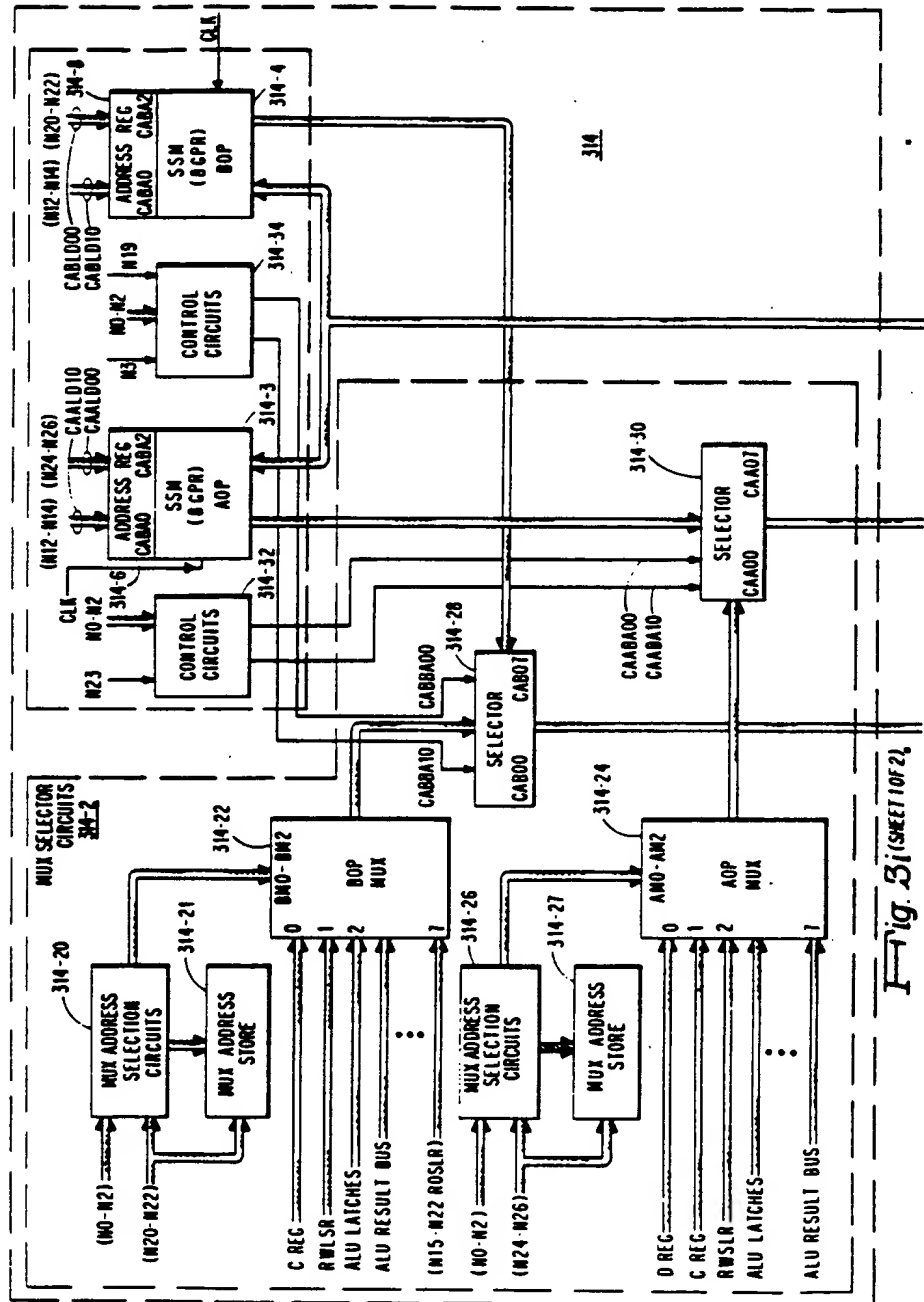 MUX SELECTOR
CIRCUITS
314-2
(N0-N2)
(N20-N22)
314-20
MUX ADDRESS
SELECTION
CIRCUITS
314-21
MUX ADDRESS
STORE
C REG
RWLSR
ALU LATCHES
ALU RESULT BUS
(N15-N22 ROSLR)
0
1
2
7
BM0-BM2
BOP
MUX
314-22
(N0-N2)
(N24-N26)
314-26
MUX ADDRESS
SELECTION
CIRCUITS
314-27
MUX ADDRESS
STORE
D REG
C REG
RWSLR
ALU LATCHES
ALU RESULT BUS
0
1
2
7
AM0-AM2
AOP
MUX
314-24
N23
N0-N2
CONTROL
CIRCUITS
314-32
CLK
314-6
(N12-N14) (N24-N26)
CAALD10
CAALD00
ADDRESS REG
CABA0 CABA2
SSM
(8 GPR)
AOP
314-3
N3
N0-N2
N19
CONTROL
CIRCUITS
314-34
(N12-N14) (N20-N22)
CABLD00
CABLD10
314-8
ADDRESS REG
CABA0 CABA2
SSM
(8 GPR)
BOP
314-4
CLK
CABBA10
CABBA00
314-28
SELECTOR
CAB00 CAB07
CAABA00
CAABA10
314-30
SELECTOR
CAA00 CAA07
314
Fig. 3i (SHEET 1 OF 2).